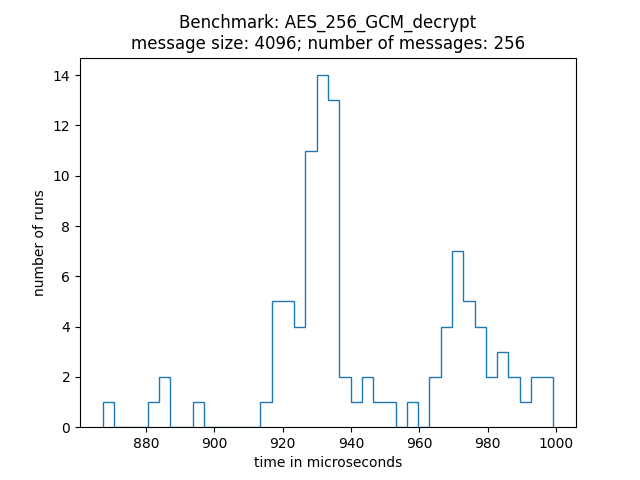 Benchmark: AES_256_GCM_decrypt
message size: 4096; number of messages: 256
14
12
10
8
6
4
2
0
number of runs
880 900 920 940 960 980 1000
time in microseconds